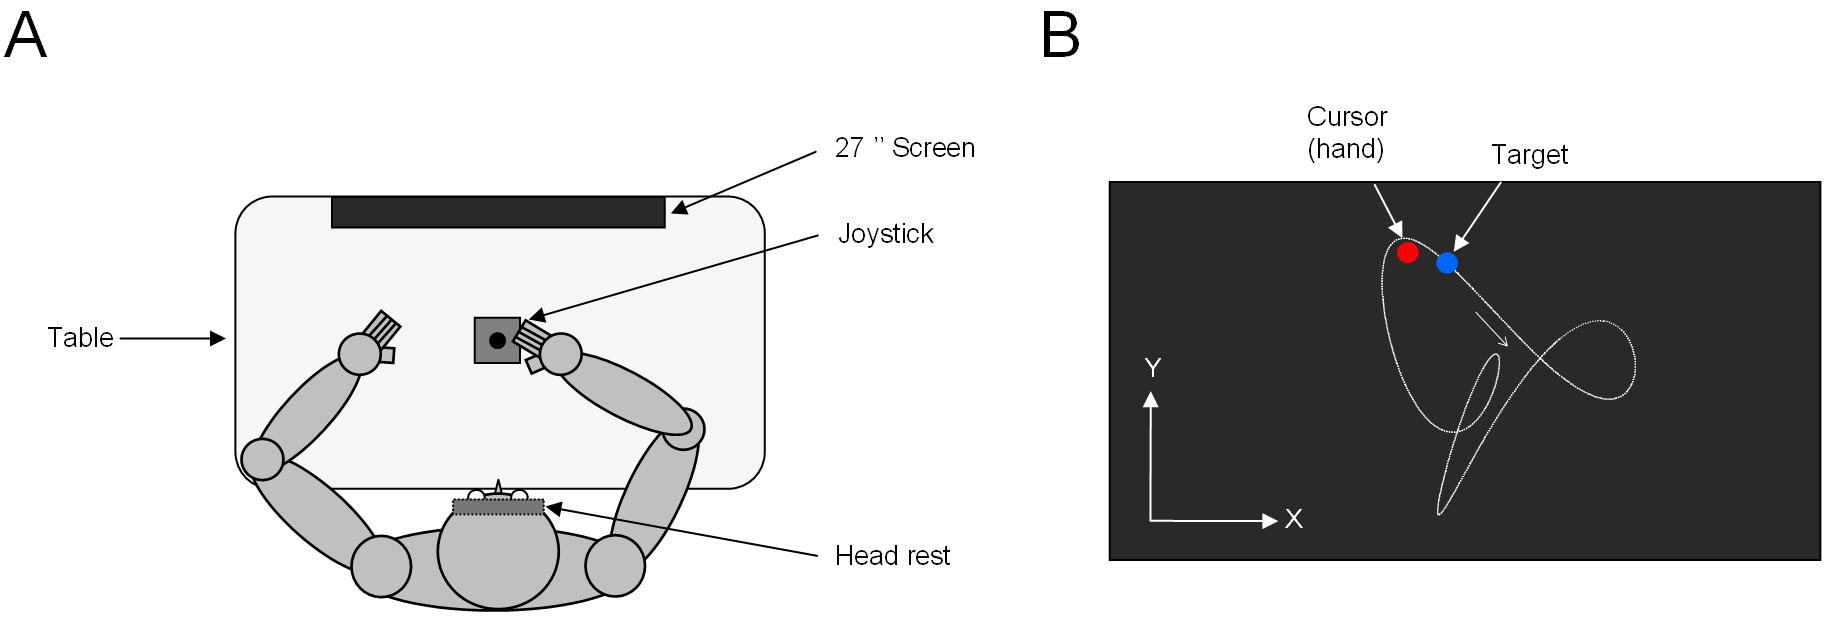 A
B
27 ” Screen
Joystick
Table
Head rest
Cursor
(hand)
Target
Y
X